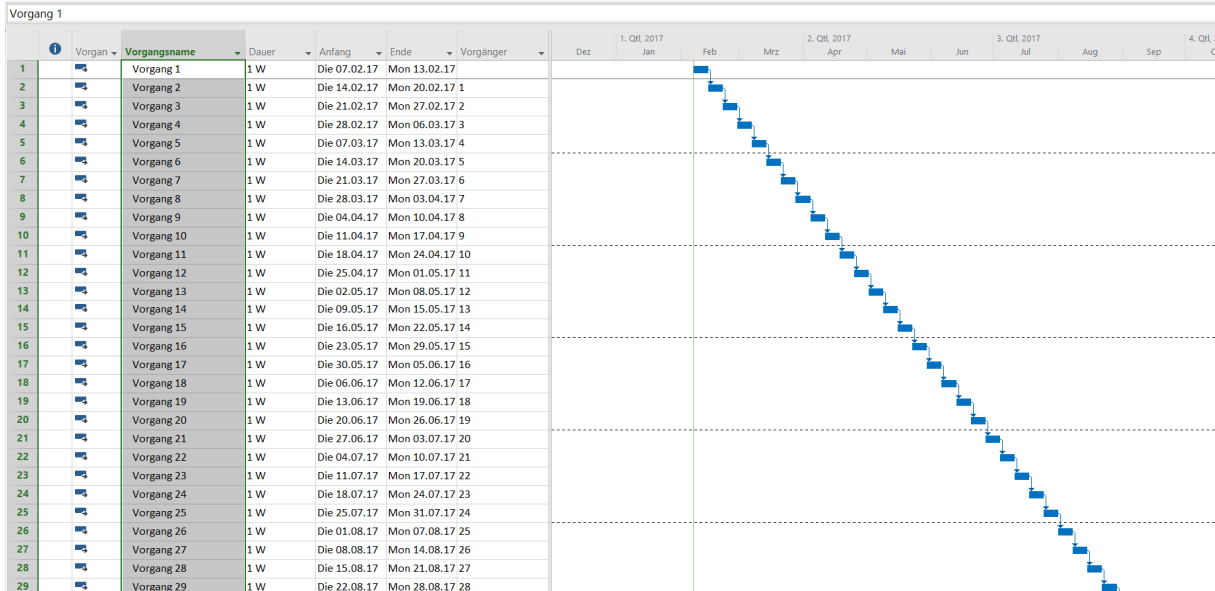 Vorgang 1
Vorgan Vorgangsname Dauer Anfang Ende Vorgänger
1. Qtl, 2017 2. Qtl, 2017 3. Qtl, 2017 4. Qtl,
Dez Jan Feb Mrz Apr Mai Jun Jul Aug Sep
1 Vorgang 1 1 W Die 07.02.17 Mon 13.02.17
2 Vorgang 2 1 W Die 14.02.17 Mon 20.02.17 1
3 Vorgang 3 1 W Die 21.02.17 Mon 27.02.17 2
4 Vorgang 4 1 W Die 28.02.17 Mon 06.03.17 3
5 Vorgang 5 1 W Die 07.03.17 Mon 13.03.17 4
6 Vorgang 6 1 W Die 14.03.17 Mon 20.03.17 5
7 Vorgang 7 1 W Die 21.03.17 Mon 27.03.17 6
8 Vorgang 8 1 W Die 28.03.17 Mon 03.04.17 7
9 Vorgang 9 1 W Die 04.04.17 Mon 10.04.17 8
10 Vorgang 10 1 W Die 11.04.17 Mon 17.04.17 9
11 Vorgang 11 1 W Die 18.04.17 Mon 24.04.17 10
12 Vorgang 12 1 W Die 25.04.17 Mon 01.05.17 11
13 Vorgang 13 1 W Die 02.05.17 Mon 08.05.17 12
14 Vorgang 14 1 W Die 09.05.17 Mon 15.05.17 13
15 Vorgang 15 1 W Die 16.05.17 Mon 22.05.17 14
16 Vorgang 16 1 W Die 23.05.17 Mon 29.05.17 15
17 Vorgang 17 1 W Die 30.05.17 Mon 05.06.17 16
18 Vorgang 18 1 W Die 06.06.17 Mon 12.06.17 17
19 Vorgang 19 1 W Die 13.06.17 Mon 19.06.17 18
20 Vorgang 20 1 W Die 20.06.17 Mon 26.06.17 19
21 Vorgang 21 1 W Die 27.06.17 Mon 03.07.17 20
22 Vorgang 22 1 W Die 04.07.17 Mon 10.07.17 21
23 Vorgang 23 1 W Die 11.07.17 Mon 17.07.17 22
24 Vorgang 24 1 W Die 18.07.17 Mon 24.07.17 23
25 Vorgang 25 1 W Die 25.07.17 Mon 31.07.17 24
26 Vorgang 26 1 W Die 01.08.17 Mon 07.08.17 25
27 Vorgang 27 1 W Die 08.08.17 Mon 14.08.17 26
28 Vorgang 28 1 W Die 15.08.17 Mon 21.08.17 27
29 Vorgang 29 1 W Die 22.08.17 Mon 28.08.17 28